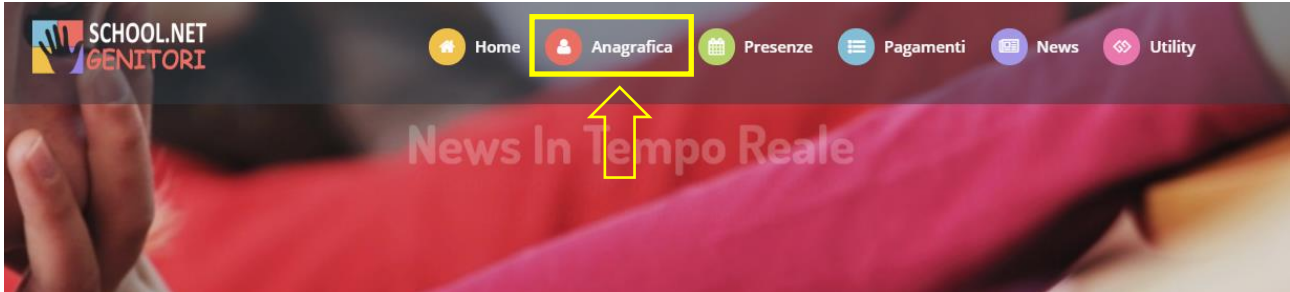 SCHOOL.NET
GENITORI
Home Anagrafica Presenze Pagamenti News Utility
News In Tempo Reale